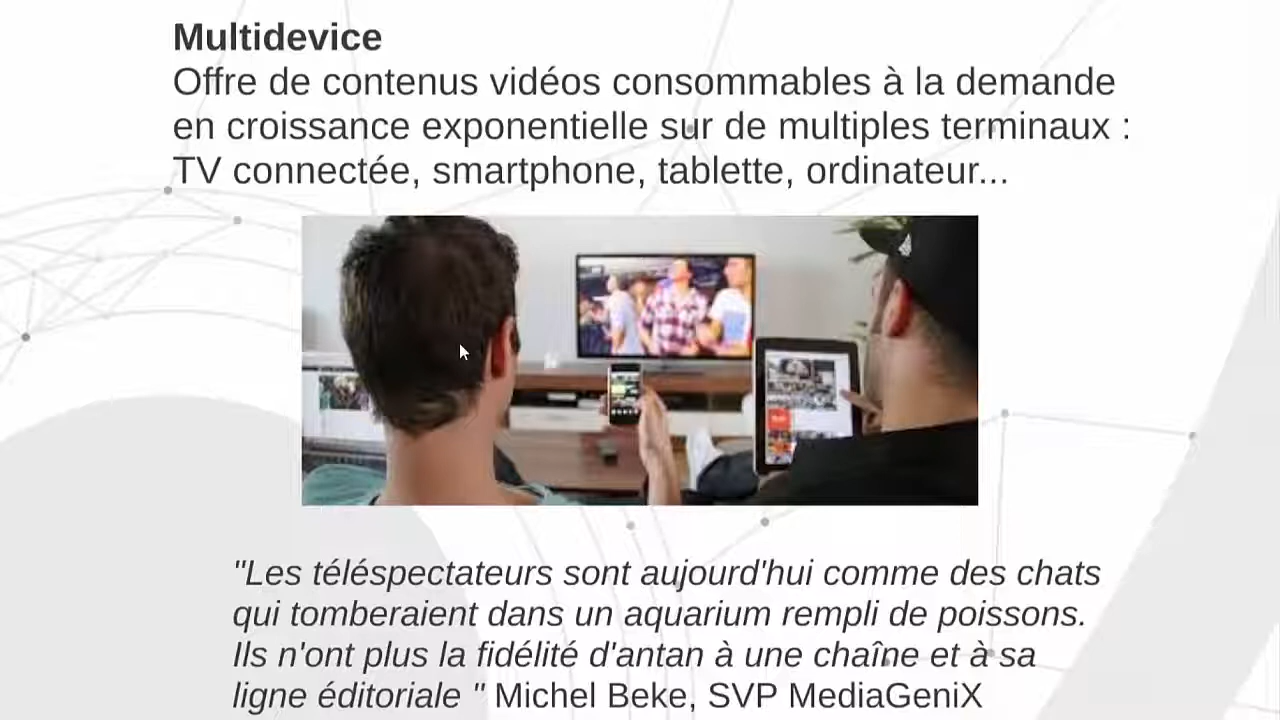 Multidevice
Offre de contenus vidéos consommables à la demande
en croissance exponentielle sur de multiples terminaux :
TV connectée, smartphone, tablette, ordinateur...
"Les téléspectateurs sont aujourd'hui comme des chats
qui tomberaient dans un aquarium rempli de poissons.
Ils n'ont plus la fidélité d'antan à une chaîne et à sa
ligne éditoriale " Michel Beke, SVP MediaGeniX